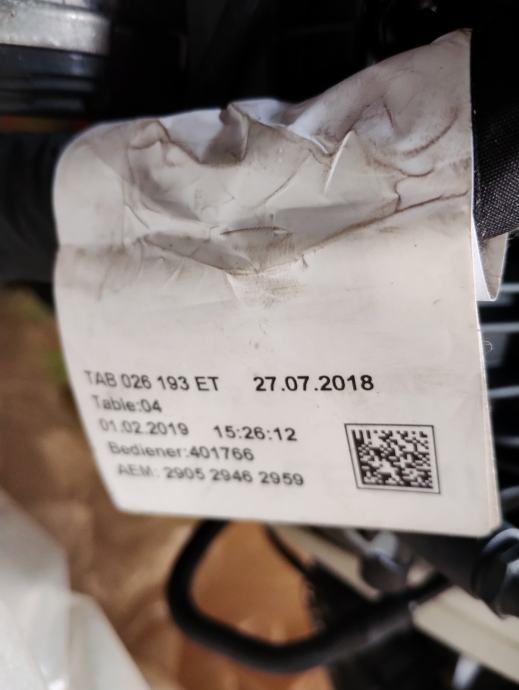 TAB 026 193 ET 27.07.2018
Table:04
01.02.2019 15:26:12
Bediener:401766
AEM: 2905 2946 2959